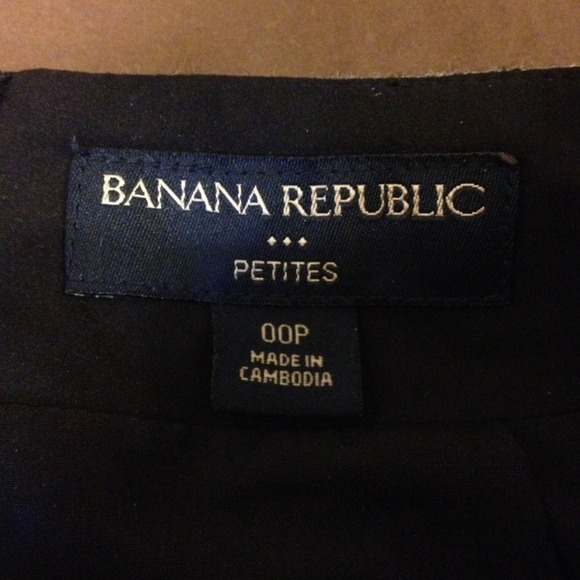 BANANA REPUBLIC
PETITES
00P
MADE IN
CAMBODIA